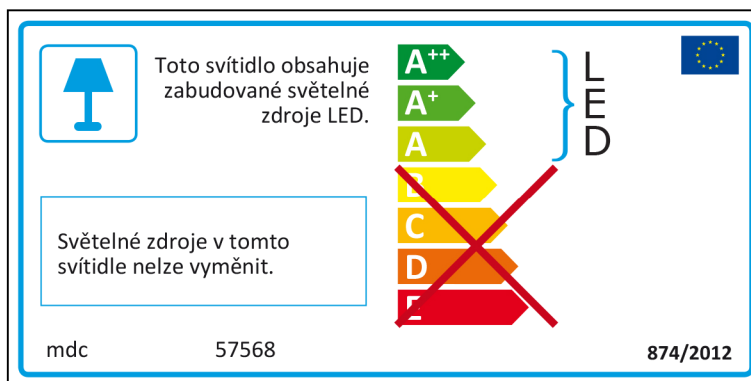 Toto svítidlo obsahuje
zabudované světelné
zdroje LED.
A++
A+
A
B
C
D
E
L
E
D
Světelné zdroje v tomto
svítidle nelze vyměnit.
mdc 57568
874/2012